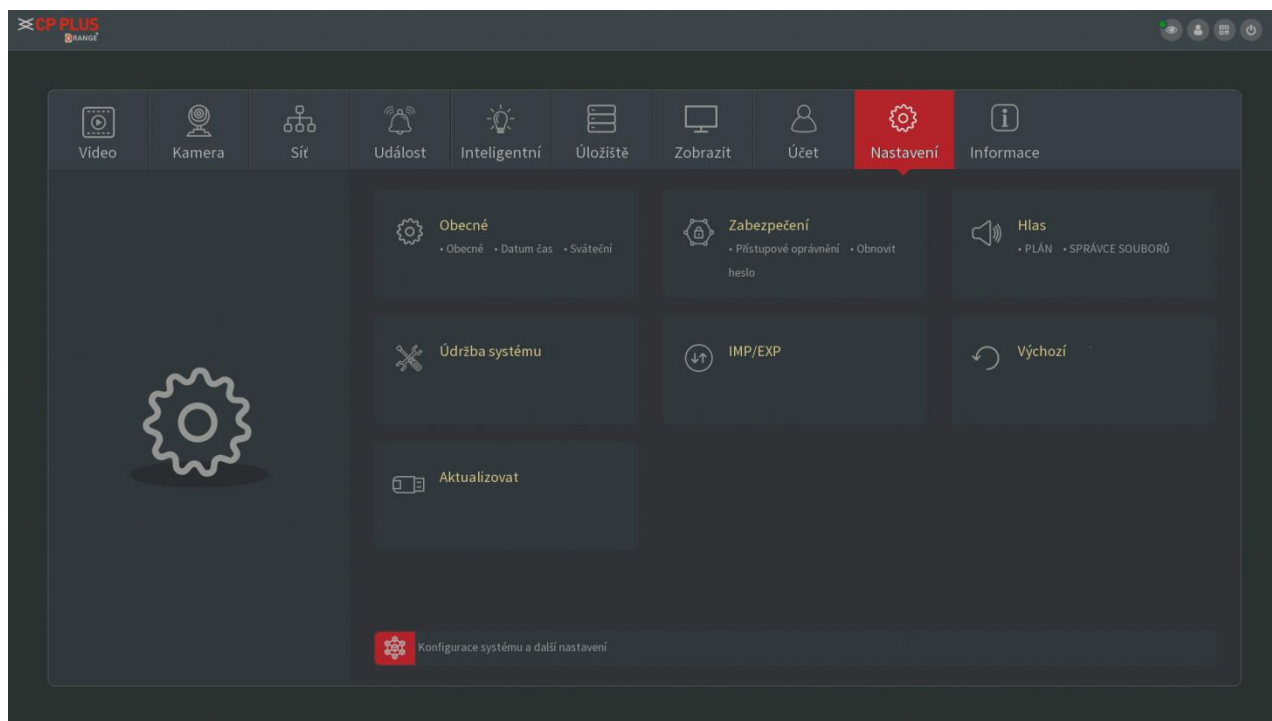 CP PLUS
ORANGE
Video Kamera Síť Událost Inteligentní Úložiště Zobrazit Účet Nastavení Informace
Obecné
• Obecné • Datum čas • Sváteční
Zabezpečení
• Přístupové oprávnění • Obnovit
heslo
Hlas
• PLÁN • SPRÁVCE SOUBORŮ
Údržba systému
IMP/EXP
Výchozí
Aktualizovat
Konfigurace systému a další nastavení